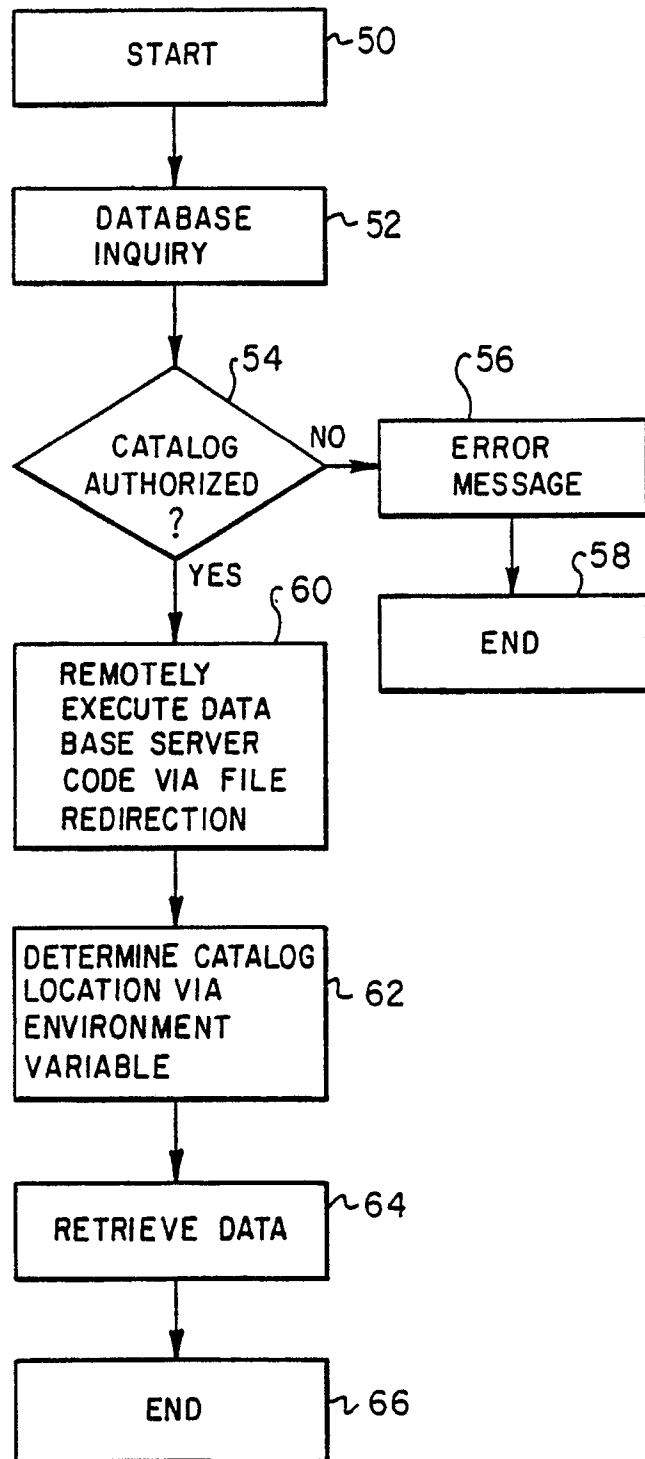 START
50
DATABASE
INQUIRY
52
54
CATALOG
AUTHORIZED
?
NO
56
ERROR
MESSAGE
58
END
YES
60
REMOTELY
EXECUTE DATA
BASE SERVER
CODE VIA FILE
REDIRECTION
DETERMINE CATALOG
LOCATION VIA
ENVIRONMENT
VARIABLE
62
RETRIEVE DATA
64
END
66